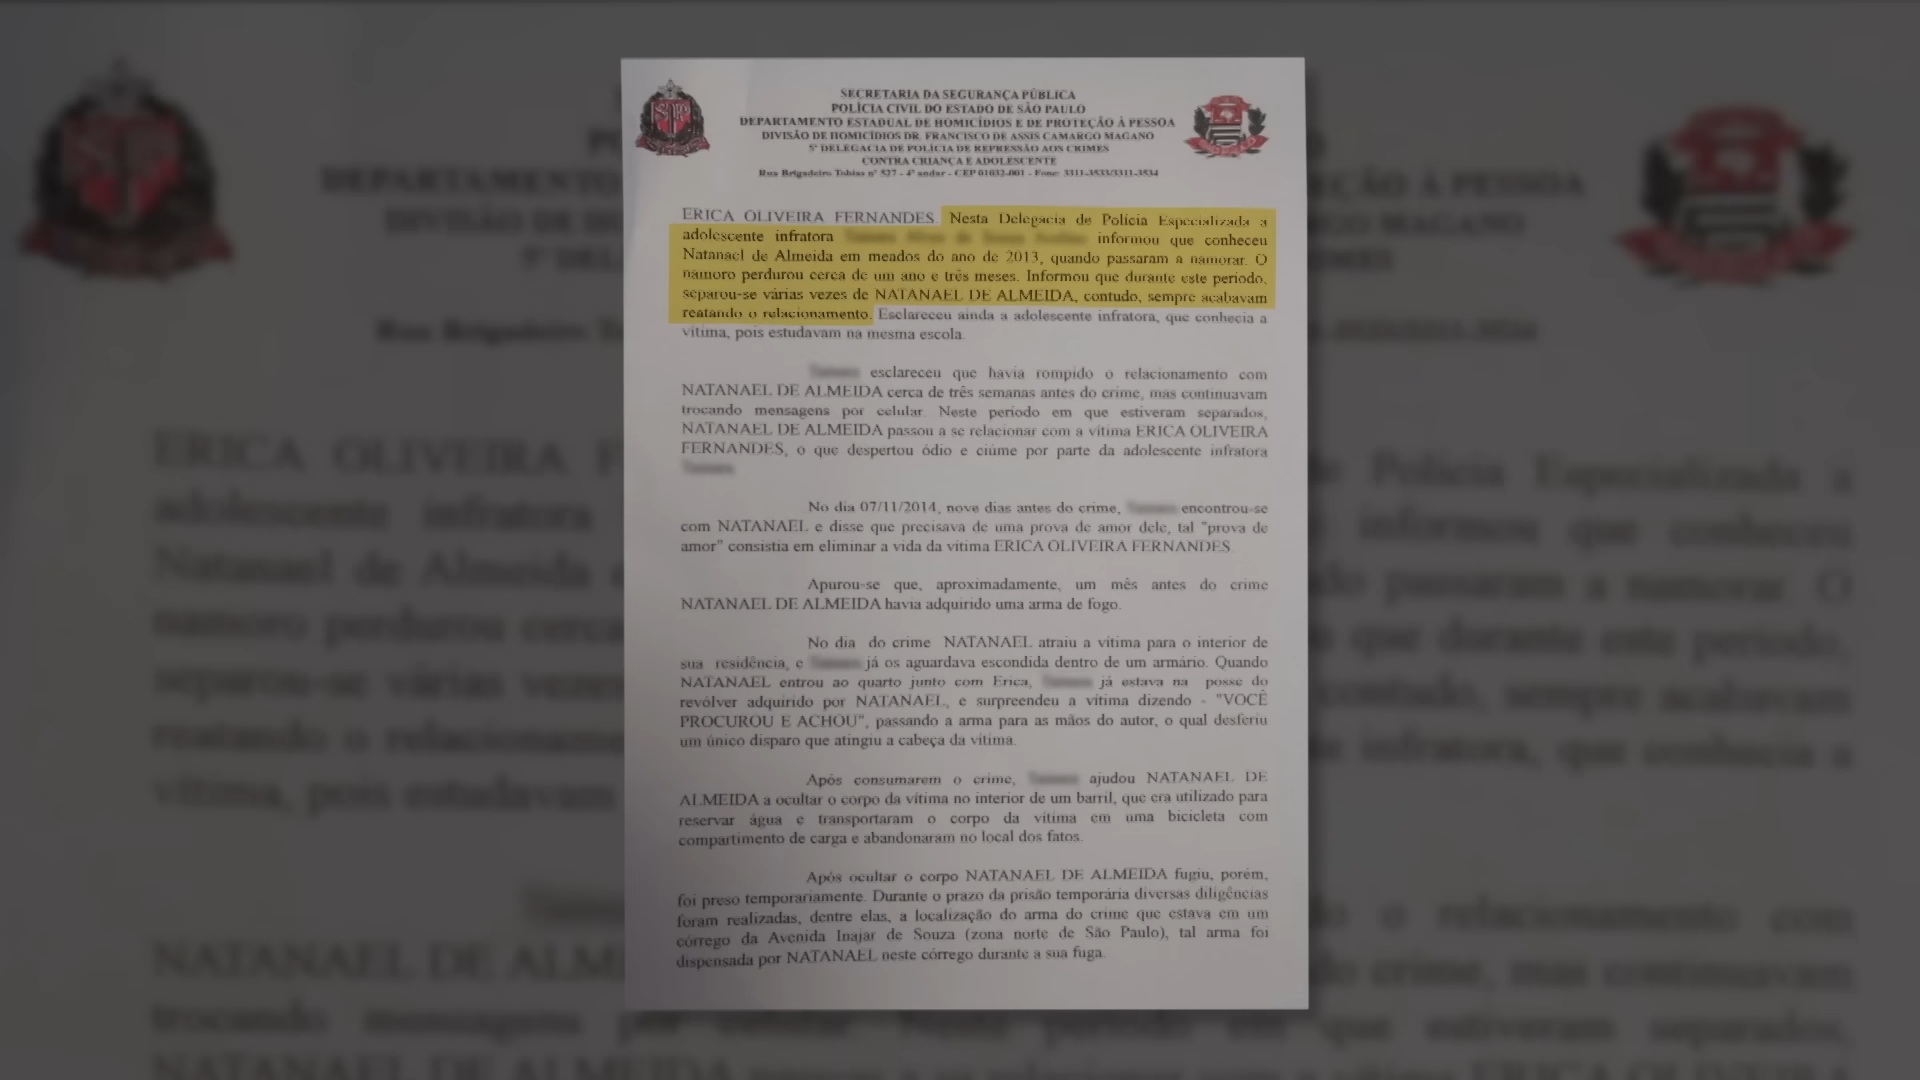 SECRETARIA DA SEGURANÇA PÚBLICA
POLÍCIA CIVIL DO ESTADO DE SÃO PAULO
DEPARTAMENTO ESTADUAL DE HOMICÍDIOS E DE PROTEÇÃO À PESSOA
DIVISÃO DE HOMICÍDIOS DR. FRANCISCO DE ASSIS CAMARGO MAGANO
5ª DELEGACIA DE POLÍCIA DE REPRESSÃO AOS CRIMES
CONTRA CRIANÇA E ADOLESCENTE
Rua Brigadeiro Tobias nº 527 - 4º andar - CEP 01032-001 - Fone: 3311-3533/3311-3534
ERICA OLIVEIRA FERNANDES. Nesta Delegacia de Polícia Especializada a
adolescente infratora informou que conheceu
Natanael de Almeida em meados do ano de 2013, quando passaram a namorar. O
namoro perdurou cerca de um ano e três meses. Informou que durante este período,
separou-se várias vezes de NATANAEL DE ALMEIDA, contudo, sempre acabavam
reatando o relacionamento. Esclareceu ainda a adolescente infratora, que conhecia a
vítima, pois estudavam na mesma escola.
esclareceu que havia rompido o relacionamento com
NATANAEL DE ALMEIDA cerca de três semanas antes do crime, mas continuavam
trocando mensagens por celular. Neste período em que estiveram separados,
NATANAEL DE ALMEIDA passou a se relacionar com a vítima ERICA OLIVEIRA
FERNANDES, o que despertou ódio e ciúme por parte da adolescente infratora
No dia 07/11/2014, nove dias antes do crime, encontrou-se
com NATANAEL e disse que precisava de uma prova de amor dele, tal "prova de
amor" consistia em eliminar a vida da vítima ERICA OLIVEIRA FERNANDES.
Apurou-se que, aproximadamente, um mês antes do crime
NATANAEL DE ALMEIDA havia adquirido uma arma de fogo.
No dia do crime NATANAEL atraiu a vítima para o interior de
sua residência, e já os aguardava escondida dentro de um armário. Quando
NATANAEL entrou ao quarto junto com Erica, já estava na posse do
revólver adquirido por NATANAEL, e surpreendeu a vítima dizendo - "VOCÊ
PROCUROU E ACHOU", passando a arma para as mãos do autor, o qual desferiu
um único disparo que atingiu a cabeça da vítima.
Após consumarem o crime, ajudou NATANAEL DE
ALMEIDA a ocultar o corpo da vítima no interior de um barril, que era utilizado para
reservar água e transportaram o corpo da vítima em uma bicicleta com
compartimento de carga e abandonaram no local dos fatos.
Após ocultar o corpo NATANAEL DE ALMEIDA fugiu, porém,
foi preso temporariamente. Durante o prazo da prisão temporária diversas diligências
foram realizadas, dentre elas, a localização do arma do crime que estava em um
córrego da Avenida Inajar de Souza (zona norte de São Paulo), tal arma foi
dispensada por NATANAEL neste córrego durante a sua fuga.